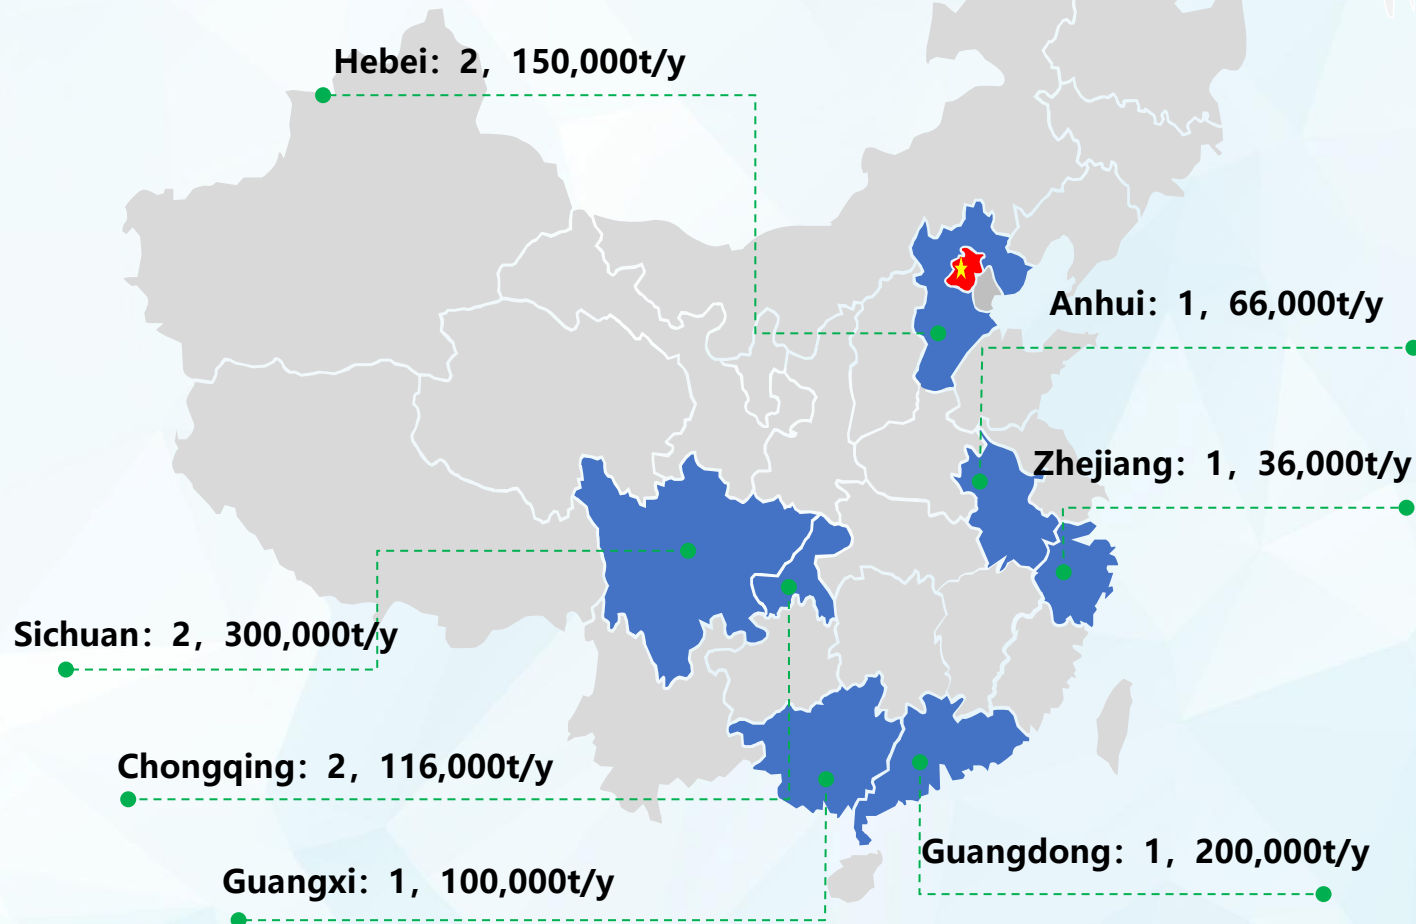 Hebei：2，150,000t/y
Anhui：1，66,000t/y
Zhejiang：1，36,000t/y
Sichuan：2，300,000t/y
Chongqing：2，116,000t/y
Guangdong：1，200,000t/y
Guangxi：1，100,000t/y